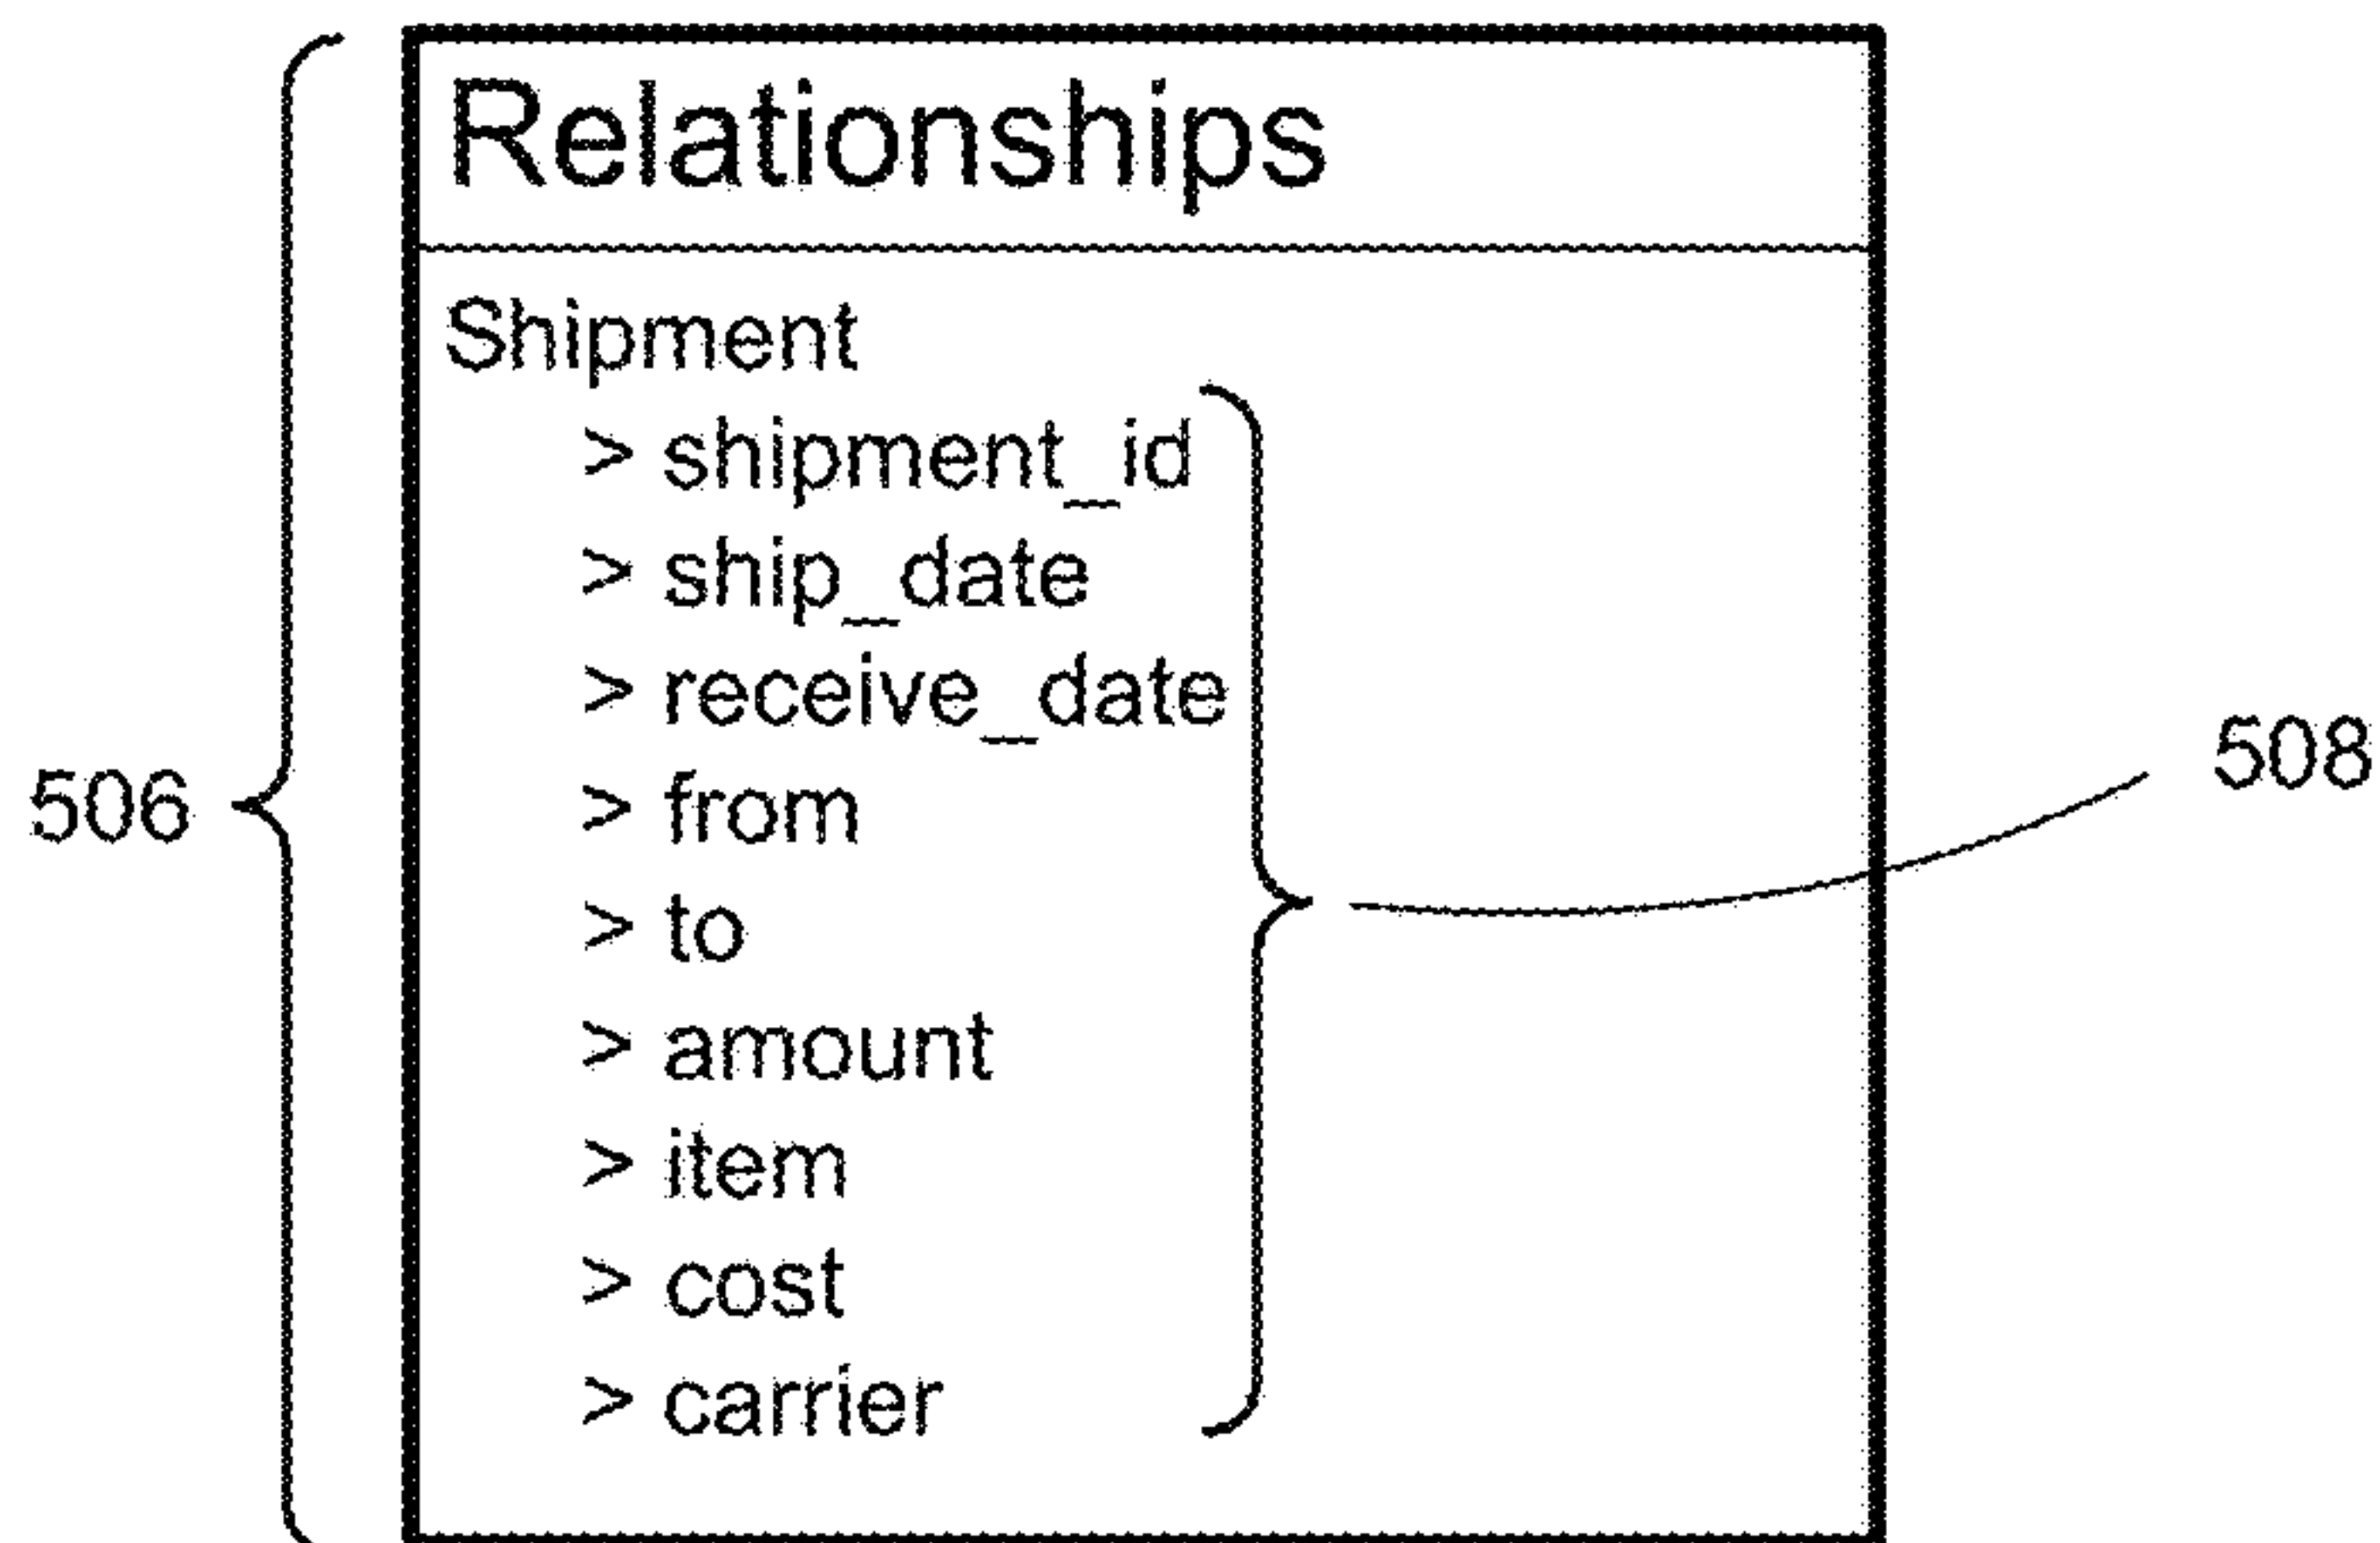 Relationships
Shipment
> shipment_id
> ship_date
> receive_date
508
506
> from
> to
> amount
> item
> cost
> carrier